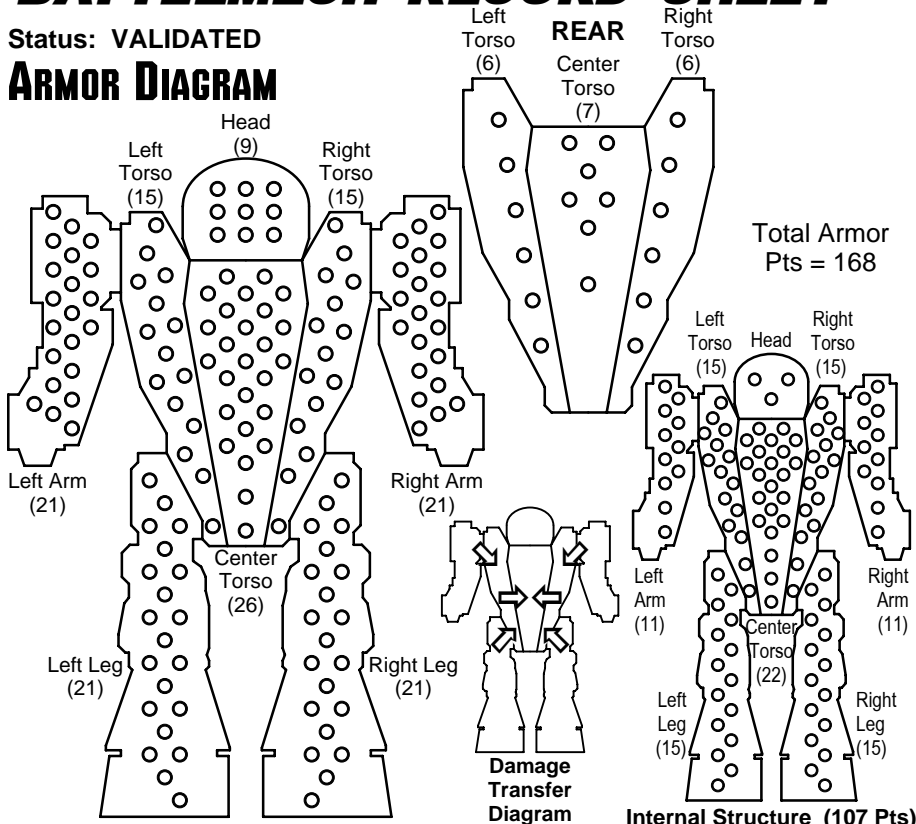 BATTLEMECH RECORD SHEET
Status: VALIDATED
ARMOR DIAGRAM
Left
Torso
(6)
REAR
Center
Torso
(7)
Right
Torso
(6)
Head
(9)
Left
Torso
(15)
Right
Torso
(15)
Total Armor
Pts = 168
Left Arm
(21)
Right Arm
(21)
Center
Torso
(26)
Left Leg
(21)
Right Leg
(21)
Damage
Transfer
Diagram
Left
Torso
(15)
Head
Right
Torso
(15)
Left
Arm
(11)
Right
Arm
(11)
Center
Torso
(22)
Left
Leg
(15)
Right
Leg
(15)
Internal Structure (107 Pts)